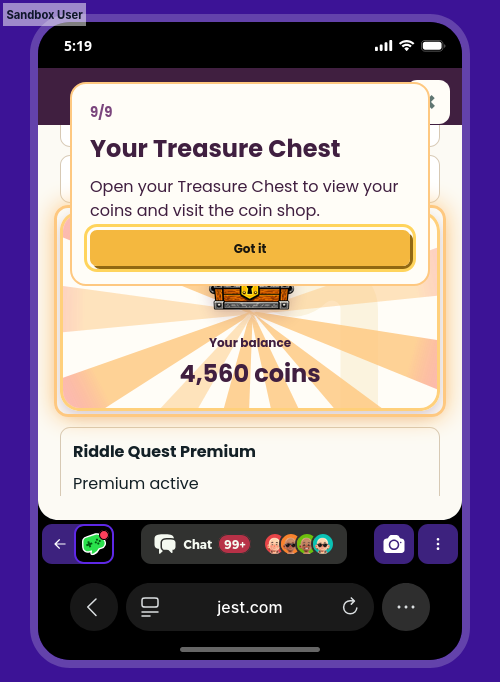 Sandbox User
5:19
9/9
Your Treasure Chest
Open your Treasure Chest to view your
coins and visit the coin shop.
Got it
Your balance
4,560 coins
Riddle Quest Premium
Premium active
Chat 99+
jest.com